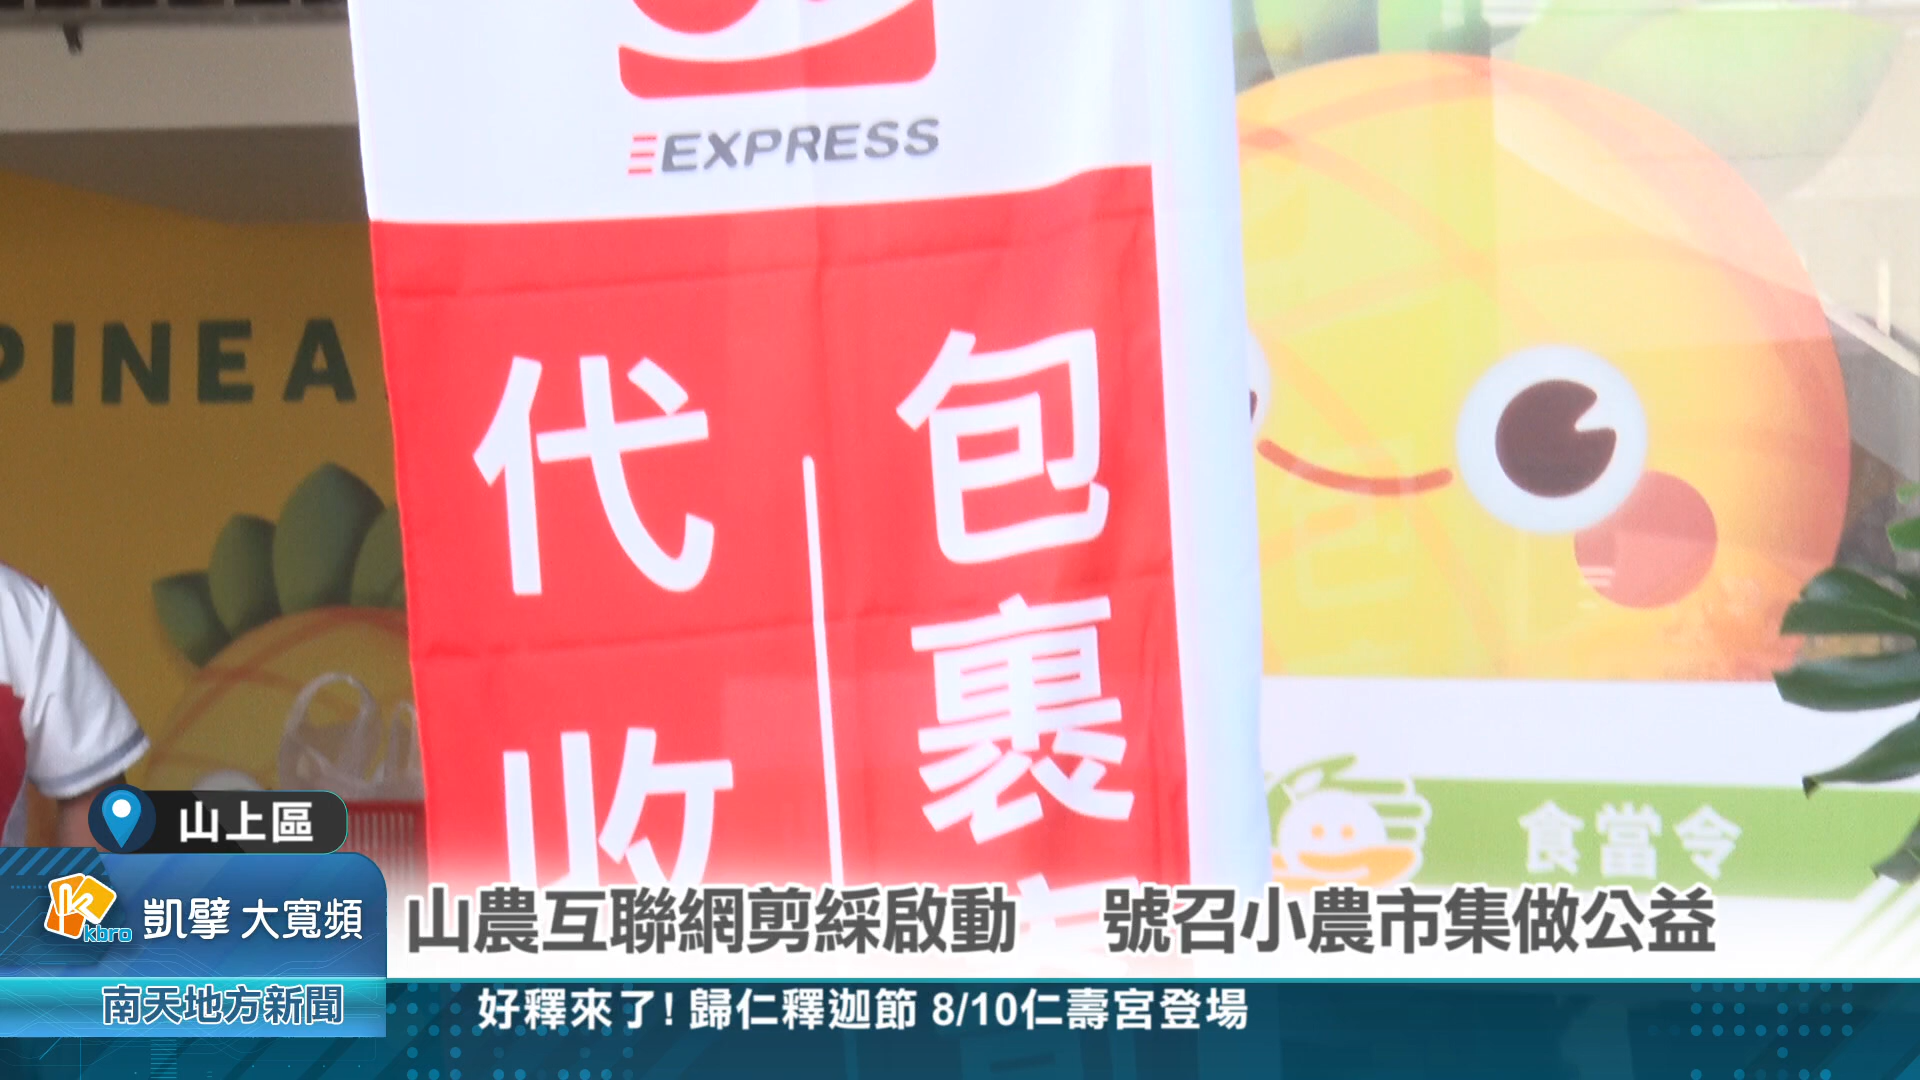 EXPRESS
PINEA
包裹
代收
食當令
山上區
kbro 凱擘大寬頻
山農互聯網剪綵啟動 號召小農市集做公益
南天地方新聞
好釋來了!歸仁釋迦節 8/10仁壽宮登場